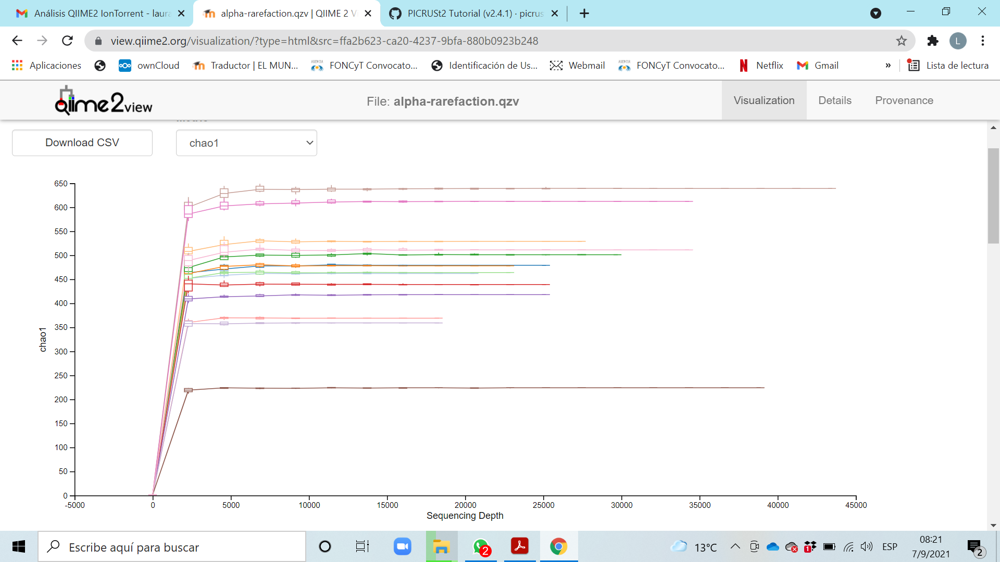 Análisis QIIME2 IonTorrent - laura
alpha-rarefaction.qzv | QIIME 2 V
PICRUSt2 Tutorial (v2.4.1) · picrus
view.qiime2.org/visualization/?type=html&src=ffa2b623-ca20-4237-9bfa-880b0923b248
L
Aplicaciones
ownCloud
Traductor | EL MUN...
FONCyT Convocato...
Identificación de Us...
Webmail
FONCyT Convocato...
Netflix
Gmail
»
Lista de lectura
qiime2view
File: alpha-rarefaction.qzv
Visualization
Details
Provenance
Download CSV
chao1
650
600
550
500
450
400
350
300
250
200
150
100
50
0
chao1
-5000
0
5000
10000
15000
20000
25000
30000
35000
40000
45000
Sequencing Depth
Escribe aquí para buscar
2
13°C
1
ESP
08:21
7/9/2021
2